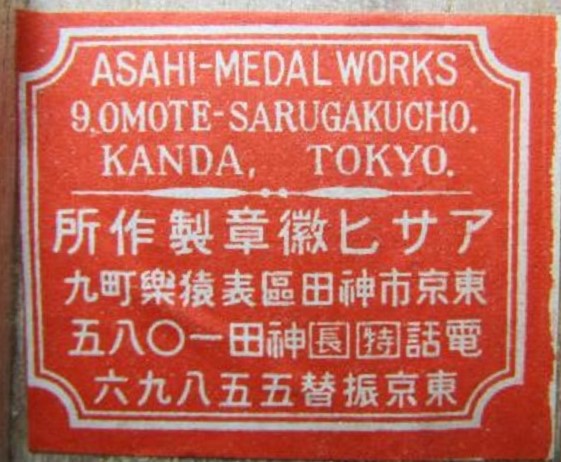 ASAHI-MEDAL WORKS
9, OMOTE-SARUGAKUCHO.
KANDA, TOKYO.
アサヒ徽章製作所
東京市神田區表猿樂町九
電話特長神田一〇八五
東京振替五五八九六